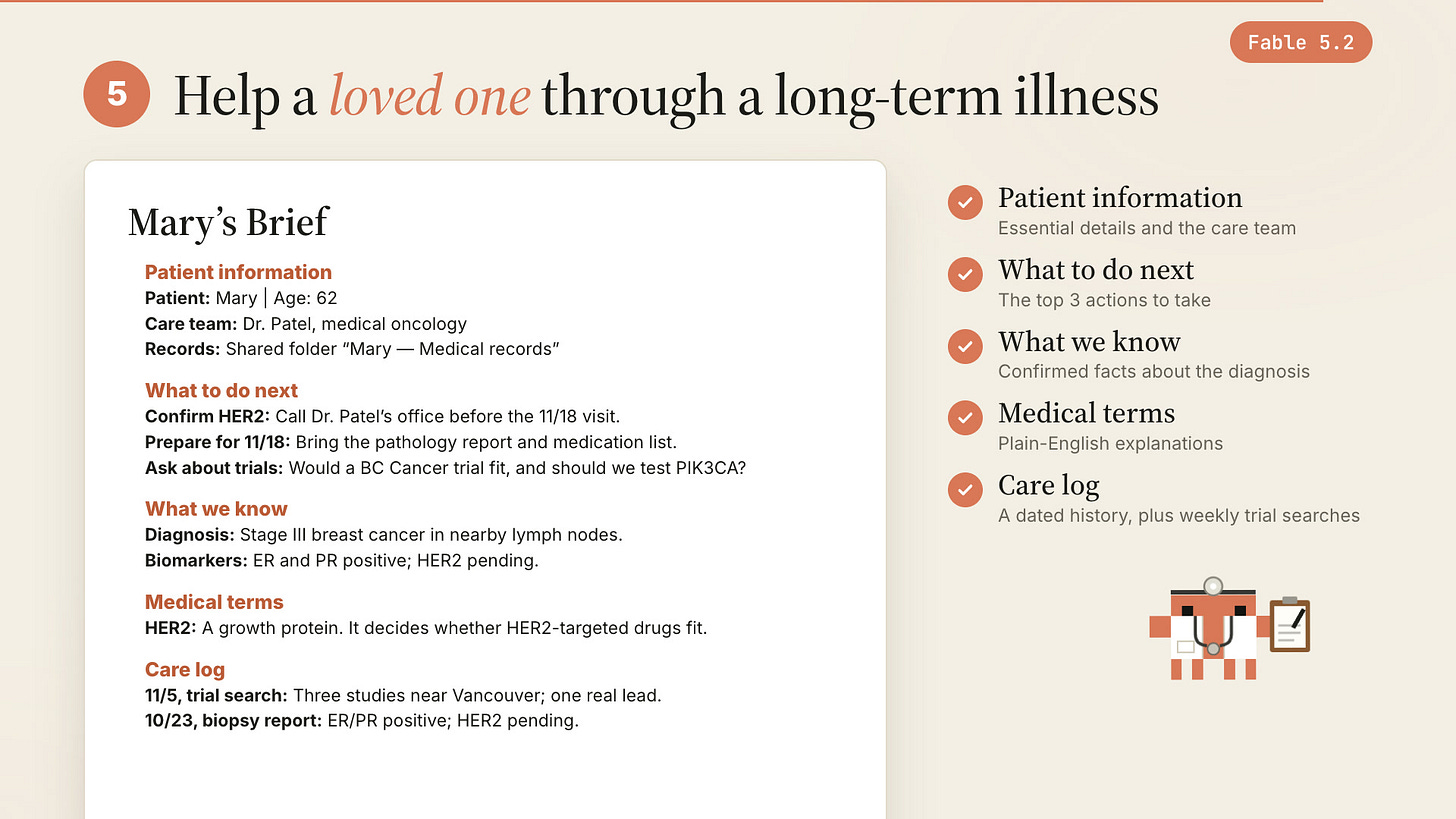 Fable 5.2
5
Help a loved one through a long-term illness
Mary’s Brief
Patient information
Patient: Mary | Age: 62
Care team: Dr. Patel, medical oncology
Records: Shared folder “Mary — Medical records”
What to do next
Confirm HER2: Call Dr. Patel’s office before the 11/18 visit.
Prepare for 11/18: Bring the pathology report and medication list.
Ask about trials: Would a BC Cancer trial fit, and should we test PIK3CA?
What we know
Diagnosis: Stage III breast cancer in nearby lymph nodes.
Biomarkers: ER and PR positive; HER2 pending.
Medical terms
HER2: A growth protein. It decides whether HER2-targeted drugs fit.
Care log
11/5, trial search: Three studies near Vancouver; one real lead.
10/23, biopsy report: ER/PR positive; HER2 pending.
Patient information
Essential details and the care team
What to do next
The top 3 actions to take
What we know
Confirmed facts about the diagnosis
Medical terms
Plain-English explanations
Care log
A dated history, plus weekly trial searches